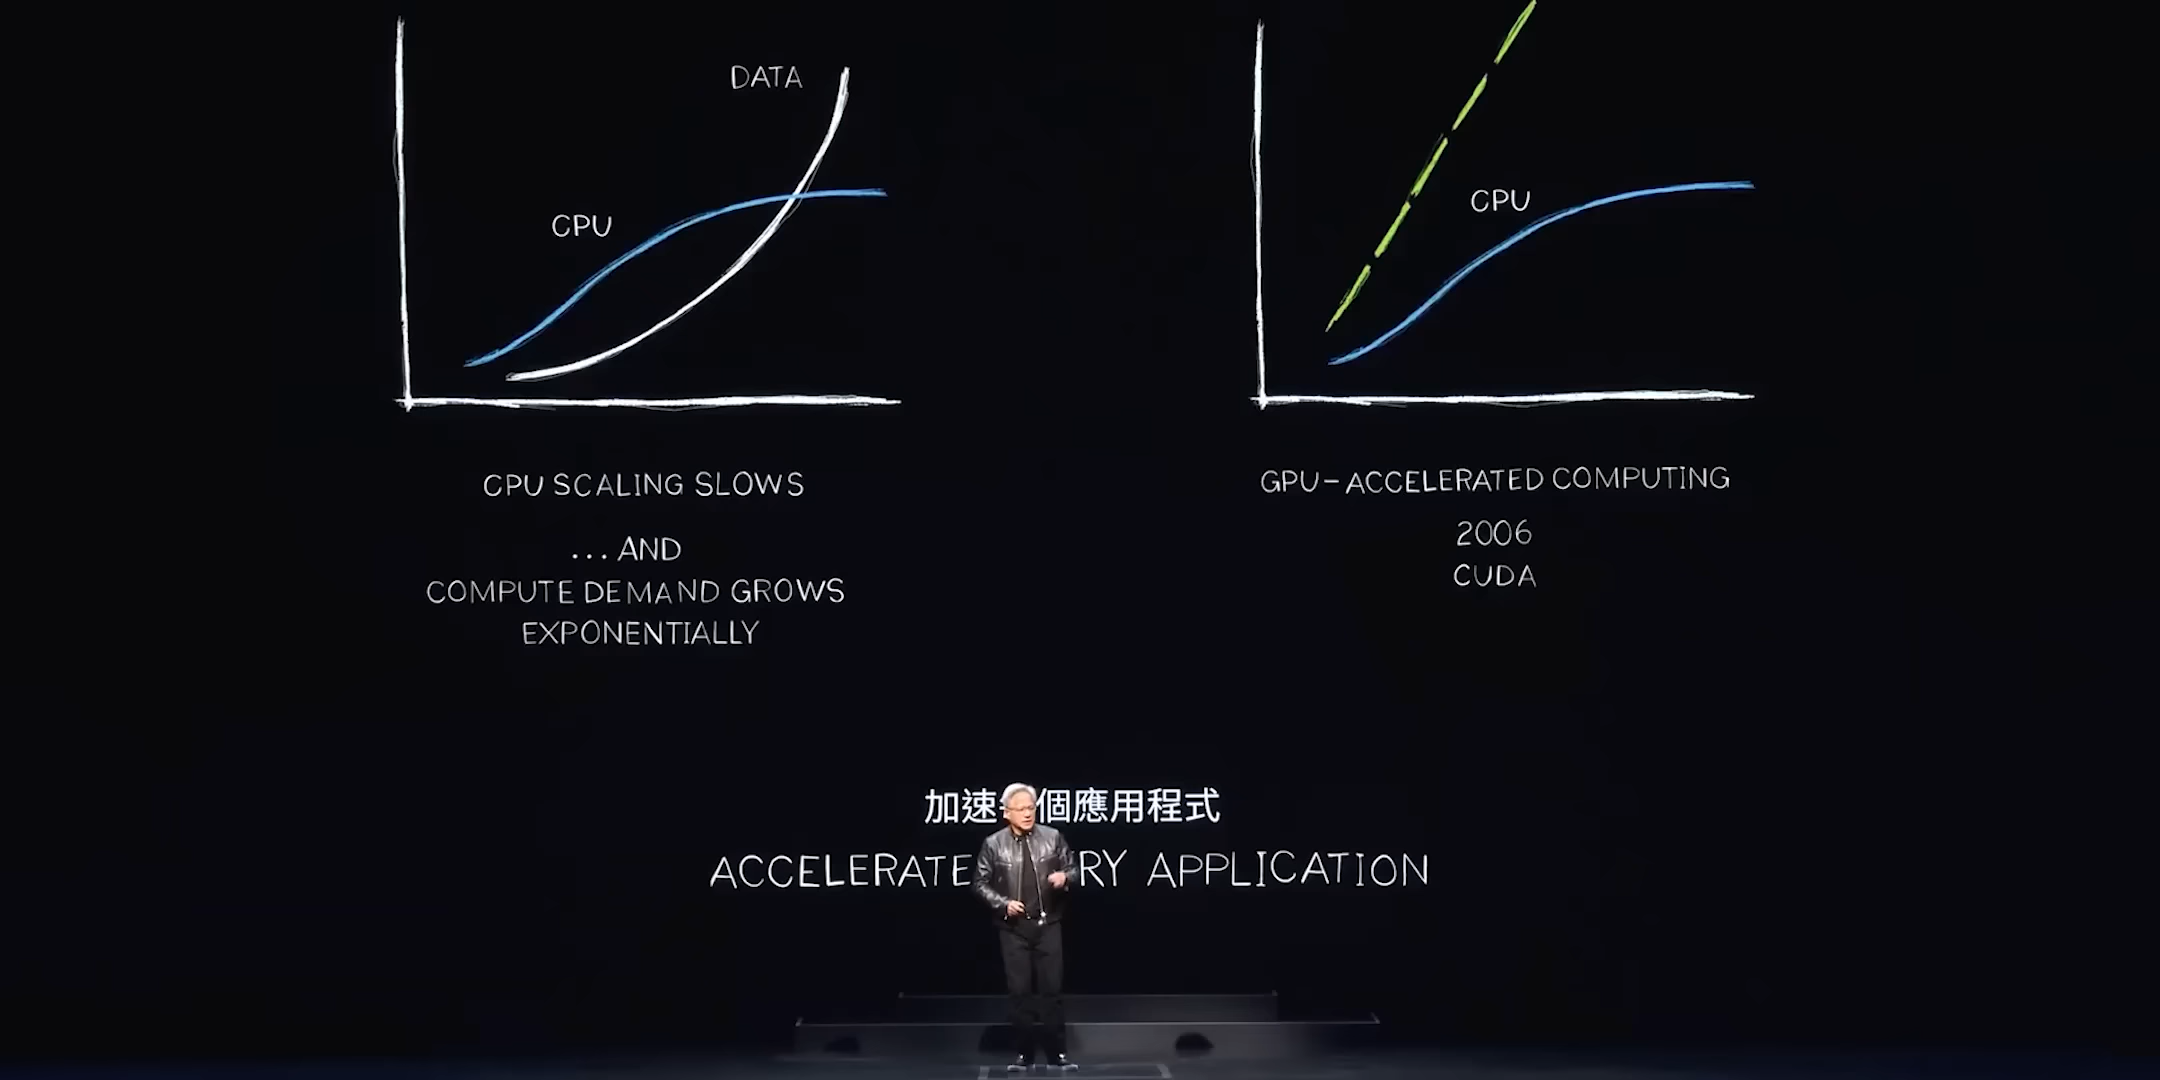 DATA
CPU
CPU SCALING SLOWS
... AND
COMPUTE DEMAND GROWS
EXPONENTIALLY
CPU
GPU-ACCELERATED COMPUTING
2006
CUDA
加速 個應用程式
ACCELERATE RY APPLICATION